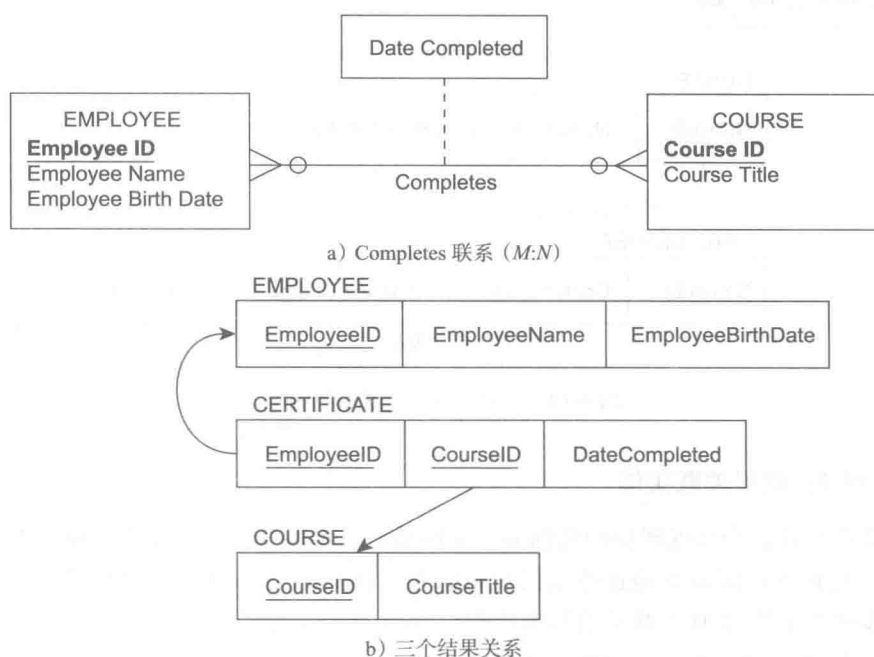 Date Completed
EMPLOYEE
Employee ID
Employee Name
Employee Birth Date
Completes
COURSE
Course ID
Course Title
a）Completes 联系（M:N）
EMPLOYEE
EmployeeID EmployeeName EmployeeBirthDate
CERTIFICATE
EmployeeID CourseID DateCompleted
COURSE
CourseID CourseTitle
b）三个结果关系